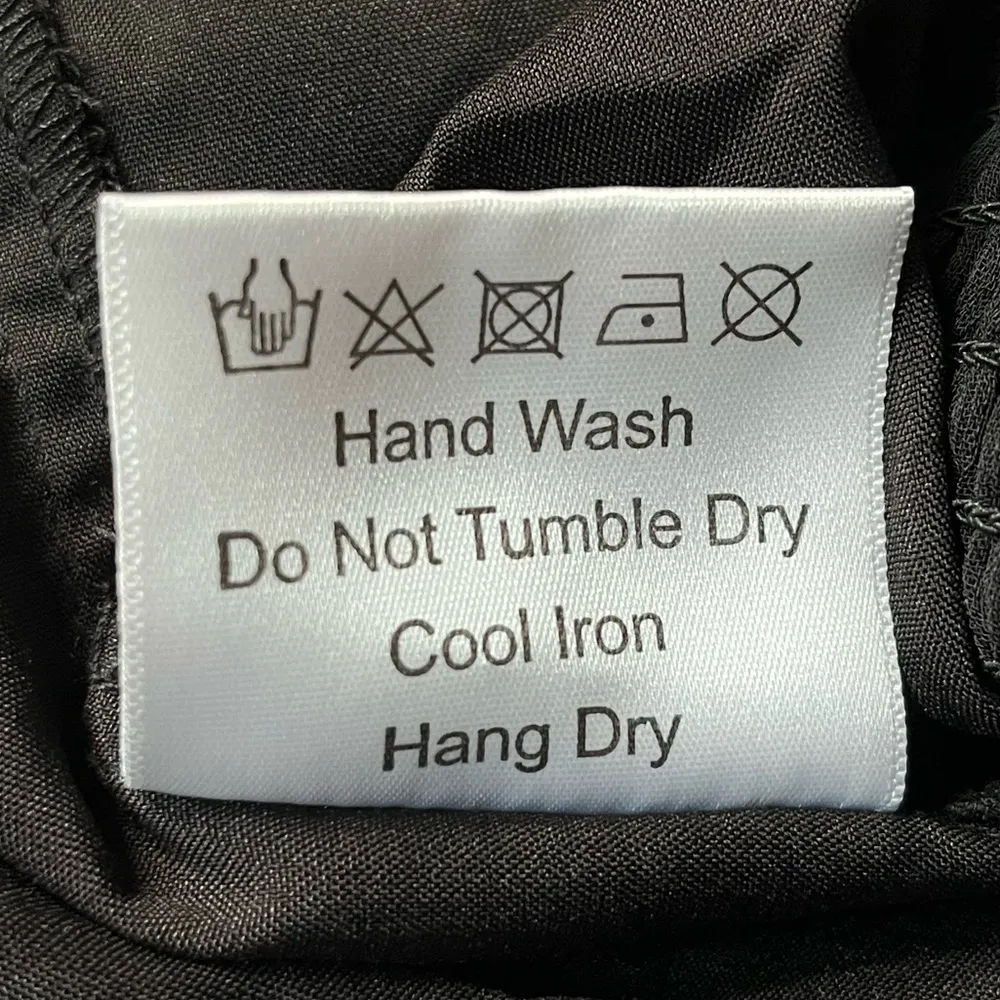 Hand Wash
Do Not Tumble Dry
Cool Iron
Hang Dry